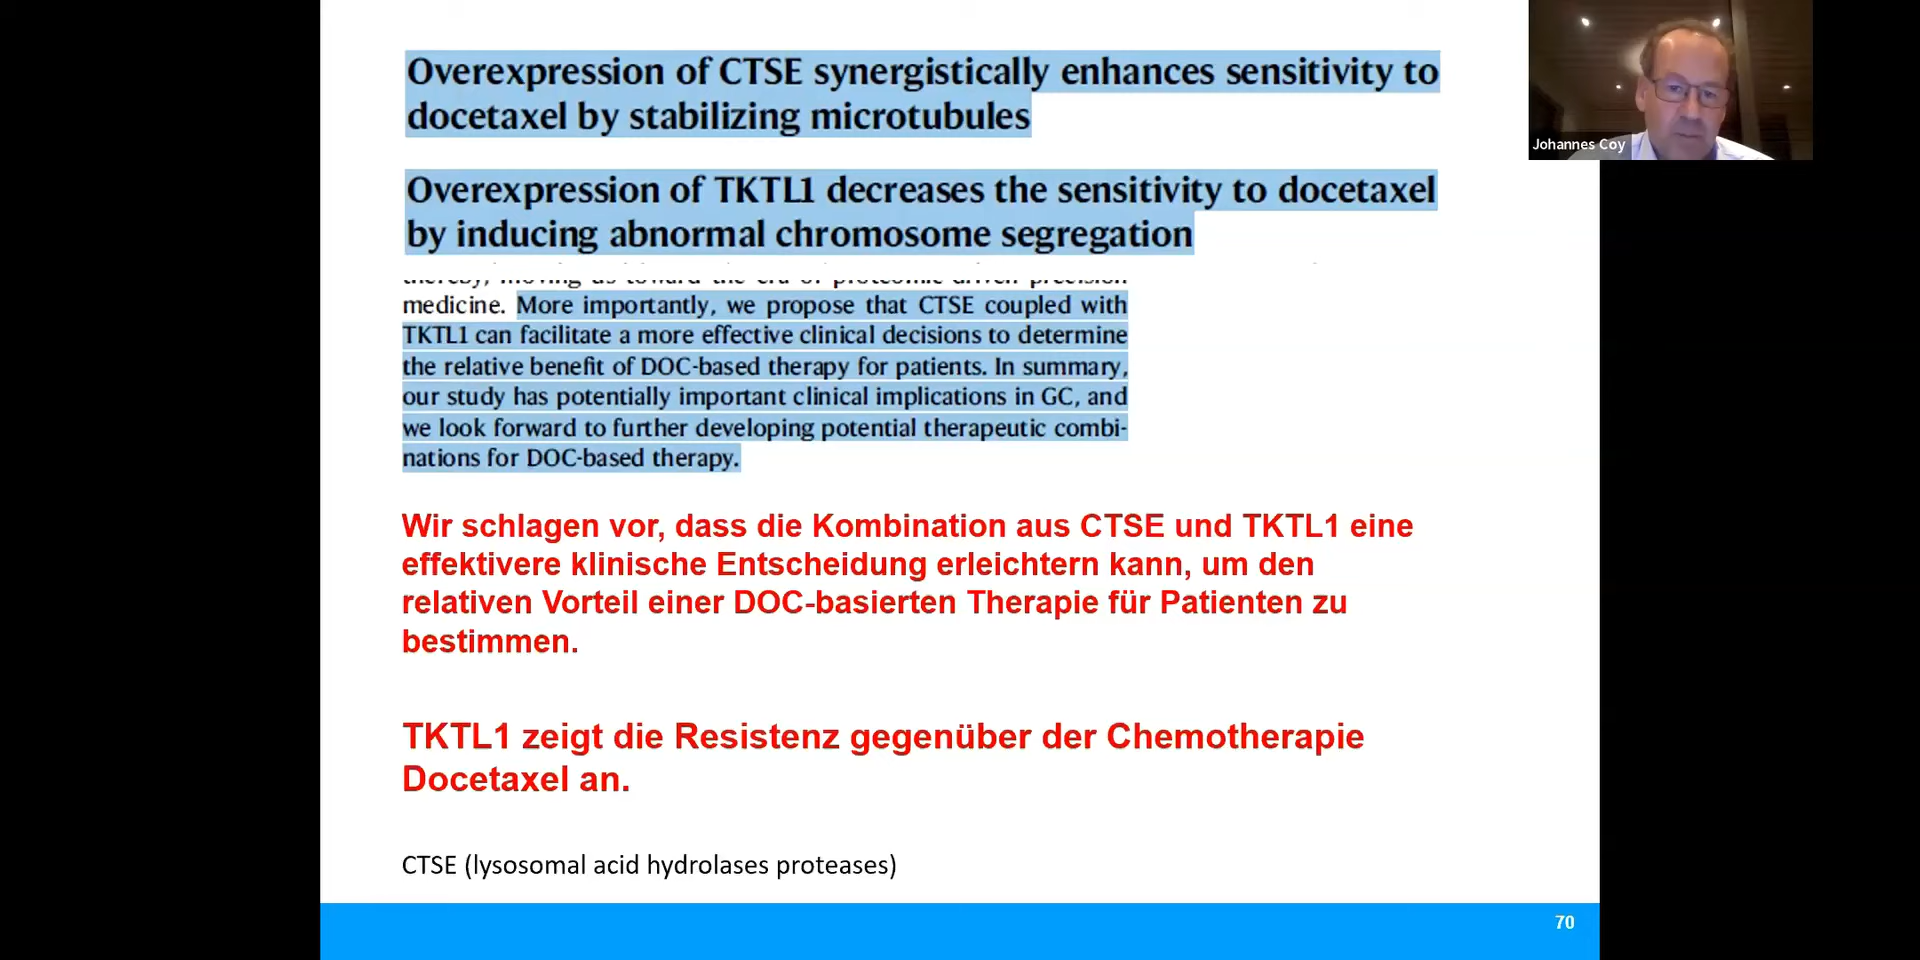 Overexpression of CTSE synergistically enhances sensitivity to
docetaxel by stabilizing microtubules
Overexpression of TKTL1 decreases the sensitivity to docetaxel
by inducing abnormal chromosome segregation
thereby, moving us toward the era of proteomic-driven precision
medicine. More importantly, we propose that CTSE coupled with
TKTL1 can facilitate a more effective clinical decisions to determine
the relative benefit of DOC-based therapy for patients. In summary,
our study has potentially important clinical implications in GC, and
we look forward to further developing potential therapeutic combi-
nations for DOC-based therapy.
Wir schlagen vor, dass die Kombination aus CTSE und TKTL1 eine
effektivere klinische Entscheidung erleichtern kann, um den
relativen Vorteil einer DOC-basierten Therapie für Patienten zu
bestimmen.
TKTL1 zeigt die Resistenz gegenüber der Chemotherapie
Docetaxel an.
CTSE (lysosomal acid hydrolases proteases)
70
Johannes Coy